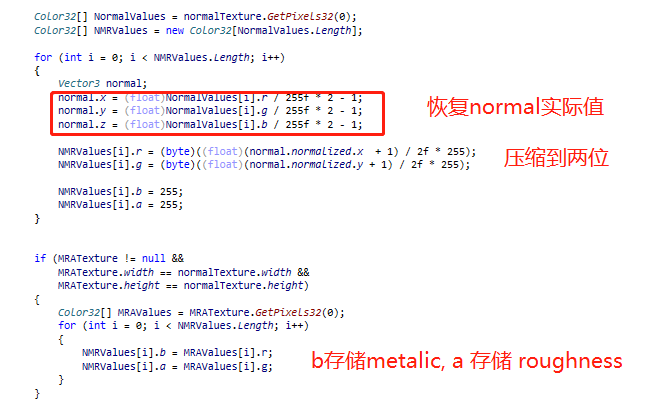 Color32[] NormalValues = normalTexture.GetPixels32(0);
Color32[] NMRValues = new Color32[NormalValues.Length];
for (int i = 0; i < NMRValues.Length; i++)
{
Vector3 normal;
normal.x = (float)NormalValues[i].r / 255f * 2 - 1;
normal.y = (float)NormalValues[i].g / 255f * 2 - 1;
normal.z = (float)NormalValues[i].b / 255f * 2 - 1;
恢复normal实际值
NMRValues[i].r = (byte)((float)(normal.normalized.x  + 1) / 2f * 255);
NMRValues[i].g = (byte)((float)(normal.normalized.y + 1) / 2f * 255);
压缩到两位
NMRValues[i].b = 255;
NMRValues[i].a = 255;
}
if (MRATexture != null &&
MRATexture.width == normalTexture.width &&
MRATexture.height == normalTexture.height)
{
Color32[] MRAValues = MRATexture.GetPixels32(0);
for (int i = 0; i < NMRValues.Length; i++)
{
NMRValues[i].b = MRAValues[i].r;
NMRValues[i].a = MRAValues[i].g;
b存储metalic, a 存储 roughness
}
}